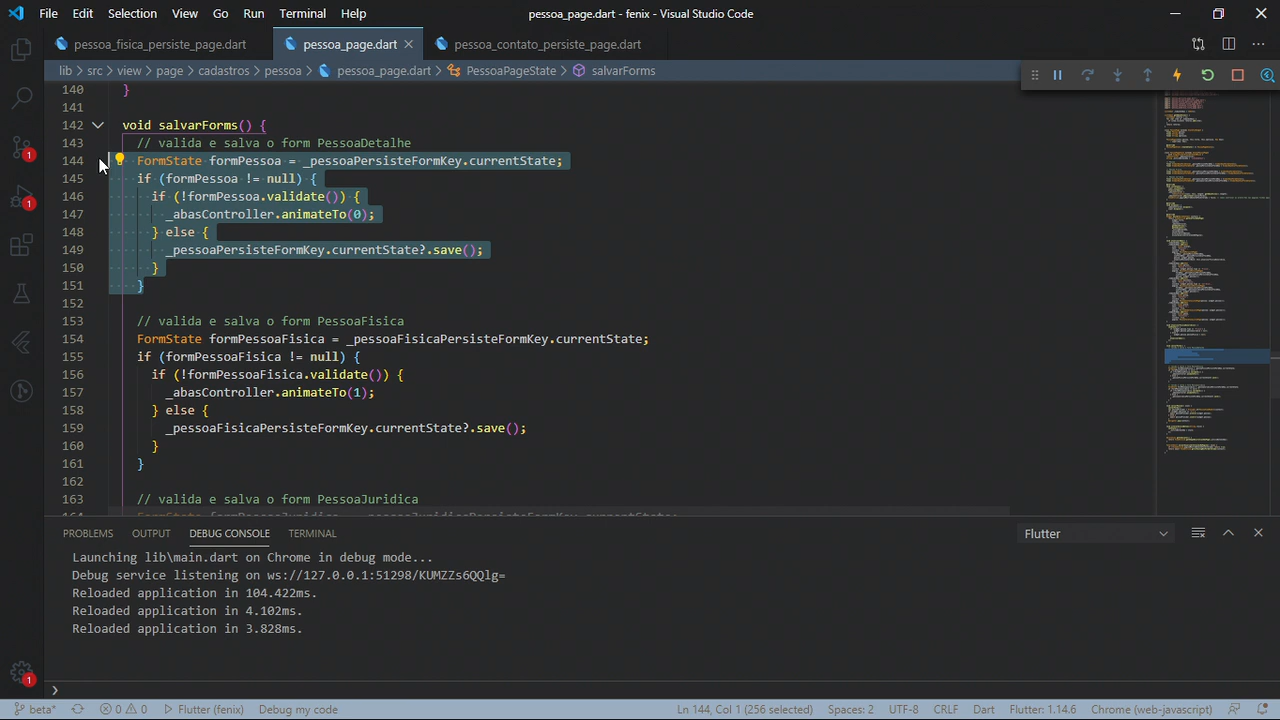 File Edit Selection View Go Run Terminal Help pessoa_page.dart - fenix - Visual Studio Code
pessoa_fisica_persiste_page.dart pessoa_page.dart pessoa_contato_persiste_page.dart
lib > src > view > page > cadastros > pessoa > pessoa_page.dart > PessoaPageState > salvarForms
140 }
141
142 void salvarForms() {
143 // valida e salva o form PessoaDetalhe
144 FormState formPessoa = _pessoaPersisteFormKey.currentState;
145 if (formPessoa != null) {
146 if (!formPessoa.validate()) {
147 _abasController.animateTo(0);
148 } else {
149 _pessoaPersisteFormKey.currentState?.save();
150 }
151 }
152
153 // valida e salva o form PessoaFisica
154 FormState formPessoaFisica = _pessoaFisicaPersisteFormKey.currentState;
155 if (formPessoaFisica != null) {
156 if (!formPessoaFisica.validate()) {
157 _abasController.animateTo(1);
158 } else {
159 _pessoaFisicaPersisteFormKey.currentState?.save();
160 }
161 }
162
163 // valida e salva o form PessoaJuridica
164 FormState formPessoaJuridica = _pessoaJuridicaPersisteFormKey.currentState;
1
1
PROBLEMS OUTPUT DEBUG CONSOLE TERMINAL Flutter
Launching lib\main.dart on Chrome in debug mode...
Debug service listening on ws://127.0.0.1:51298/KUMZZs6QQlg=
Reloaded application in 104.422ms.
Reloaded application in 4.102ms.
Reloaded application in 3.828ms.
1
beta* 0 0 Flutter (fenix) Debug my code Ln 144, Col 1 (256 selected) Spaces: 2 UTF-8 CRLF Dart Flutter: 1.14.6 Chrome (web-javascript)